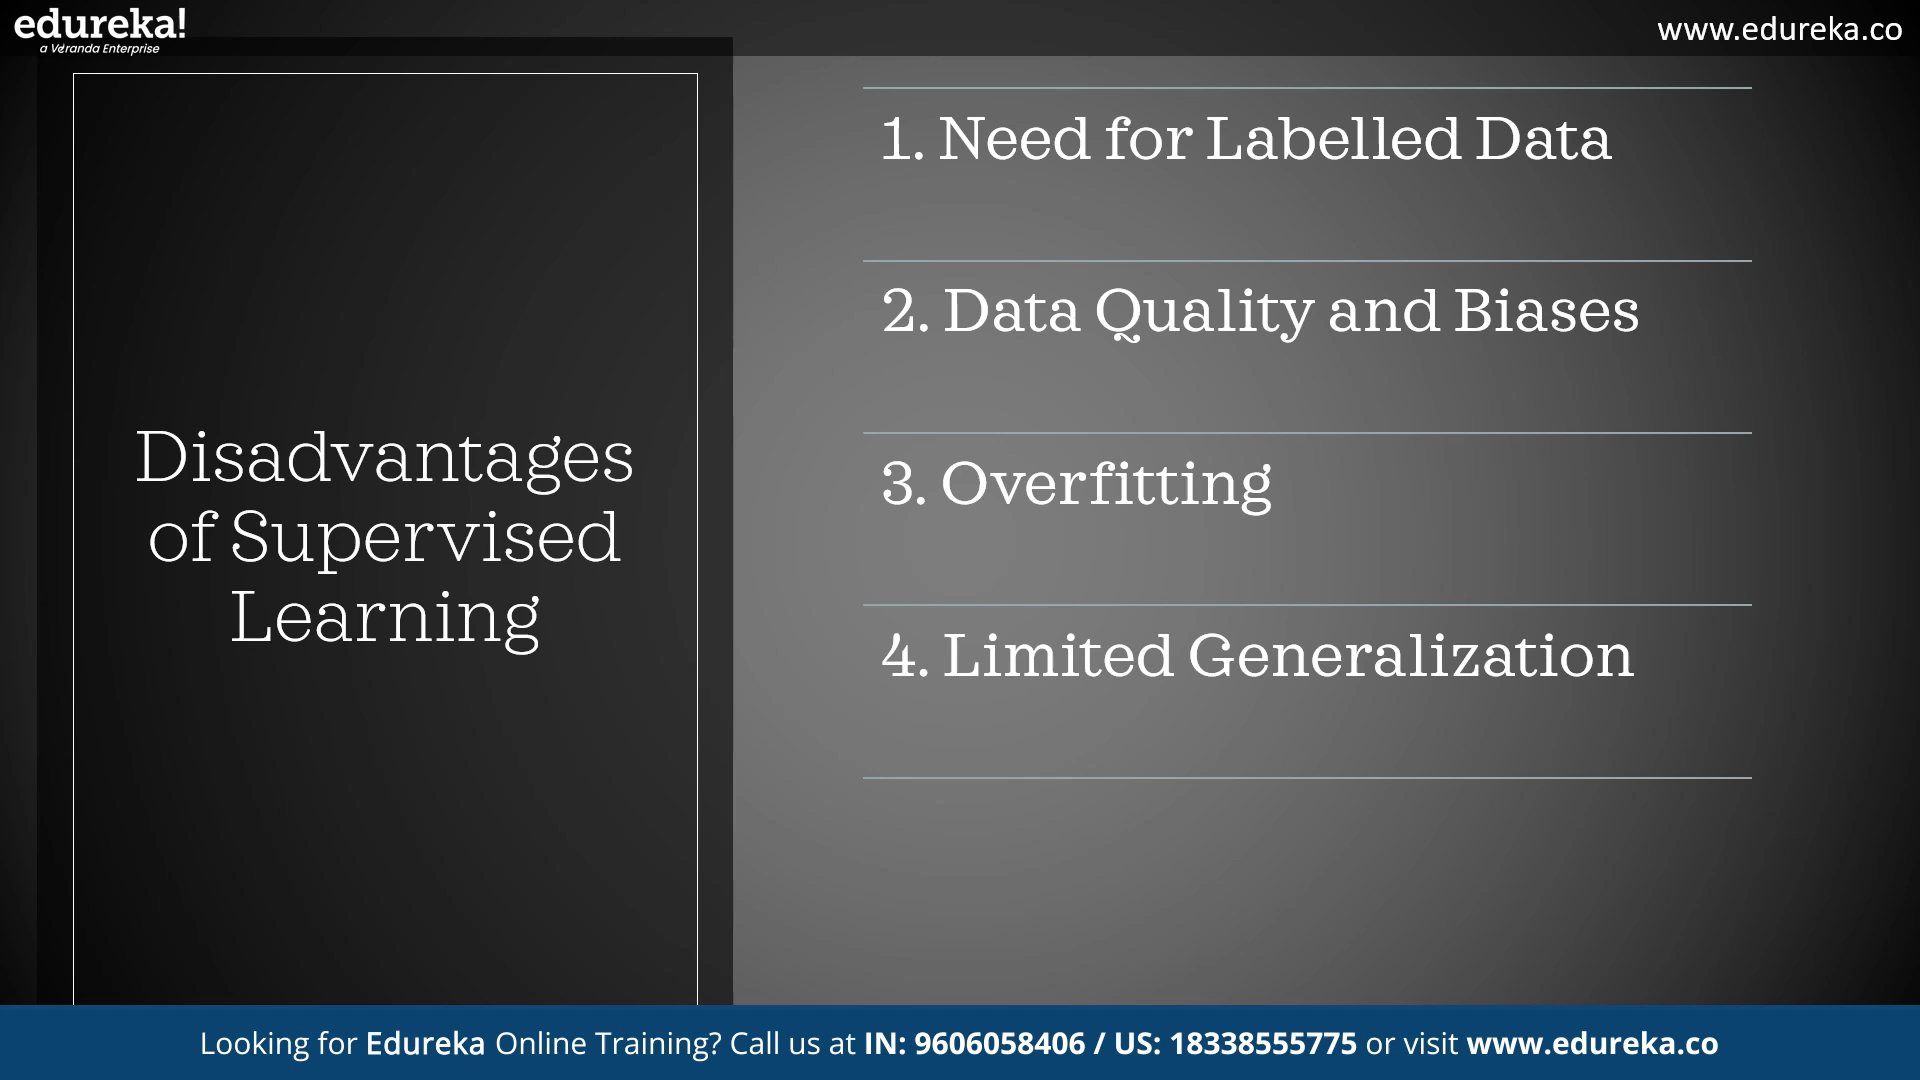 edureka!
a Veranda Enterprise
www.edureka.co
Disadvantages
of Supervised
Learning
1. Need for Labelled Data
2. Data Quality and Biases
3. Overfitting
4. Limited Generalization
Looking for Edureka Online Training? Call us at IN: 9606058406 / US: 18338555775 or visit www.edureka.co